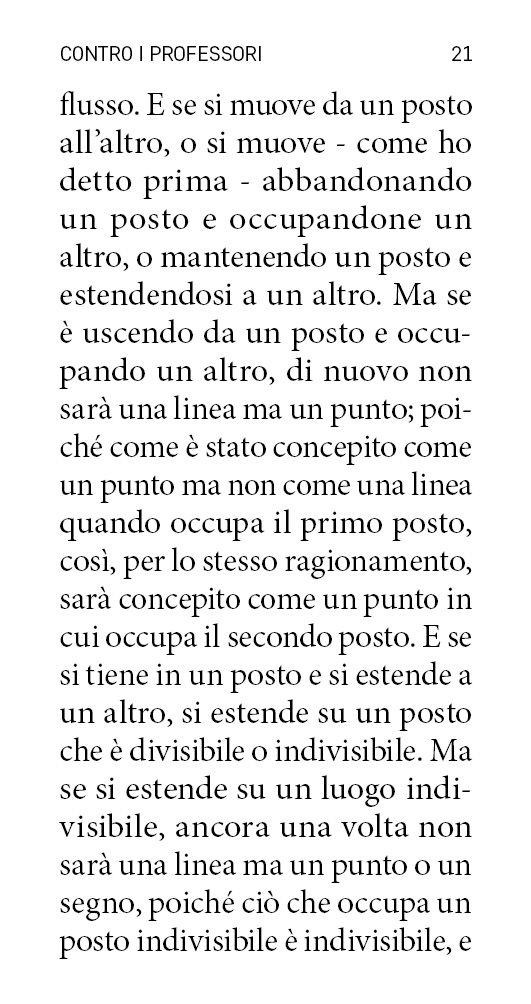 CONTRO I PROFESSORI 21
flusso. E se si muove da un posto
all’altro, o si muove - come ho
detto prima - abbandonando
un posto e occupandone un
altro, o mantenendo un posto e
estendendosi a un altro. Ma se
è uscendo da un posto e occu-
pando un altro, di nuovo non
sarà una linea ma un punto; poi-
ché come è stato concepito come
un punto ma non come una linea
quando occupa il primo posto,
così, per lo stesso ragionamento,
sarà concepito come un punto in
cui occupa il secondo posto. E se
si tiene in un posto e si estende a
un altro, si estende su un posto
che è divisibile o indivisibile. Ma
se si estende su un luogo indi-
visibile, ancora una volta non
sarà una linea ma un punto o un
segno, poiché ciò che occupa un
posto indivisibile è indivisibile, e